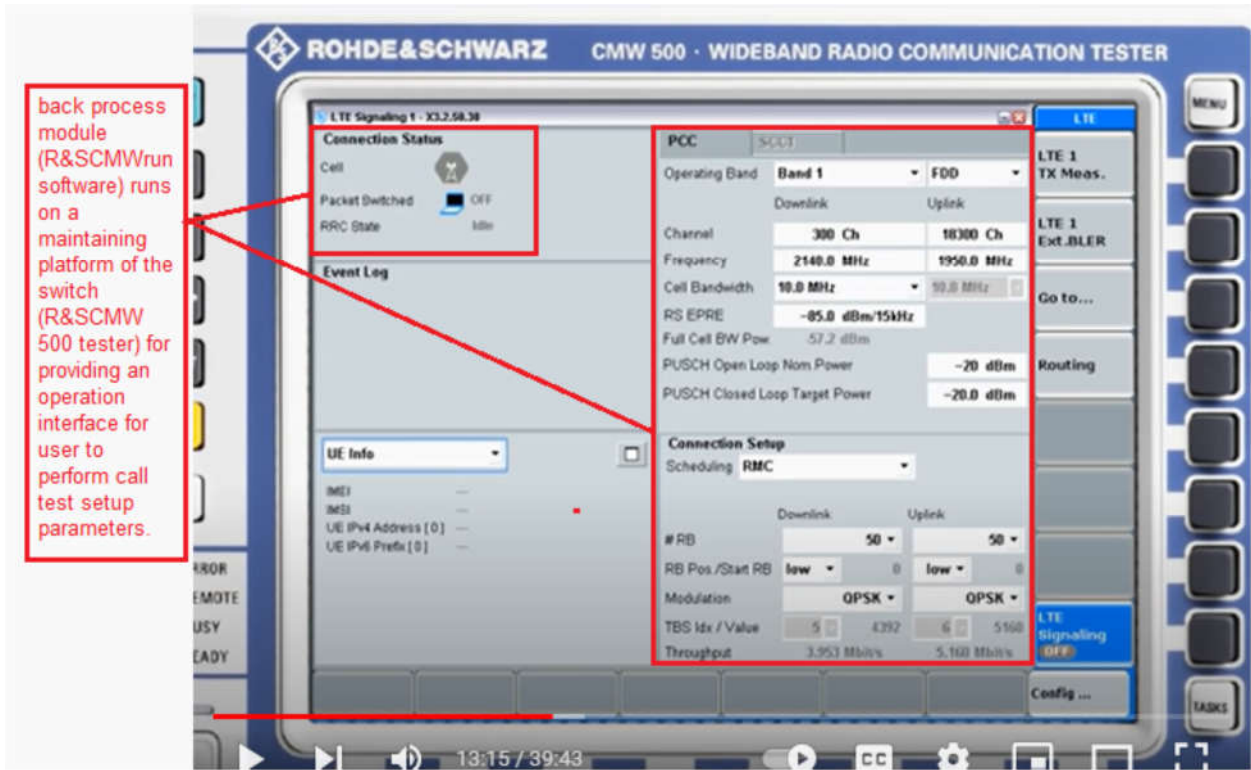 ROHDE&SCHWARZ CMW 500 · WIDEBAND RADIO COMMUNICATION TESTER
back process
module
(R&SCMWrun
software) runs
on a
maintaining
platform of the
switch
(R&SCMW
500 tester) for
providing an
operation
interface for
user to
perform call
test setup
parameters.
LTE Signaling 1 - X3.2.50.30
Connection Status
Cell
Packet Switched OFF
RRC State Idle
Event Log
UE Info
IMEI ---
IMSI ---
UE IPv4 Address [0] ---
UE IPv6 Prefix [0] ---
PCC
Operating Band Band 1 FDD
Downlink Uplink
Channel 300 Ch 18300 Ch
Frequency 2140.0 MHz 1950.0 MHz
Cell Bandwidth 10.0 MHz 10.0 MHz
RS EPRE -85.0 dBm/15kHz
Full Cell BW Pow. -57.2 dBm
PUSCH Open Loop Nom.Power -20 dBm
PUSCH Closed Loop Target Power -20.0 dBm
Connection Setup
Scheduling RMC
Downlink Uplink
# RB 50 50
RB Pos./Start RB low 0 low 0
Modulation QPSK QPSK
TBS Idx / Value 5 4392 6 5160
Throughput 3.953 Mbit/s 5.160 Mbit/s
LTE
LTE 1
TX Meas.
LTE 1
Ext.BLER
Go to...
Routing
LTE
Signaling
OFF
Config ...
MENU
TASKS
RROR
EMOTE
USY
EADY
13:15 / 39:43
CC